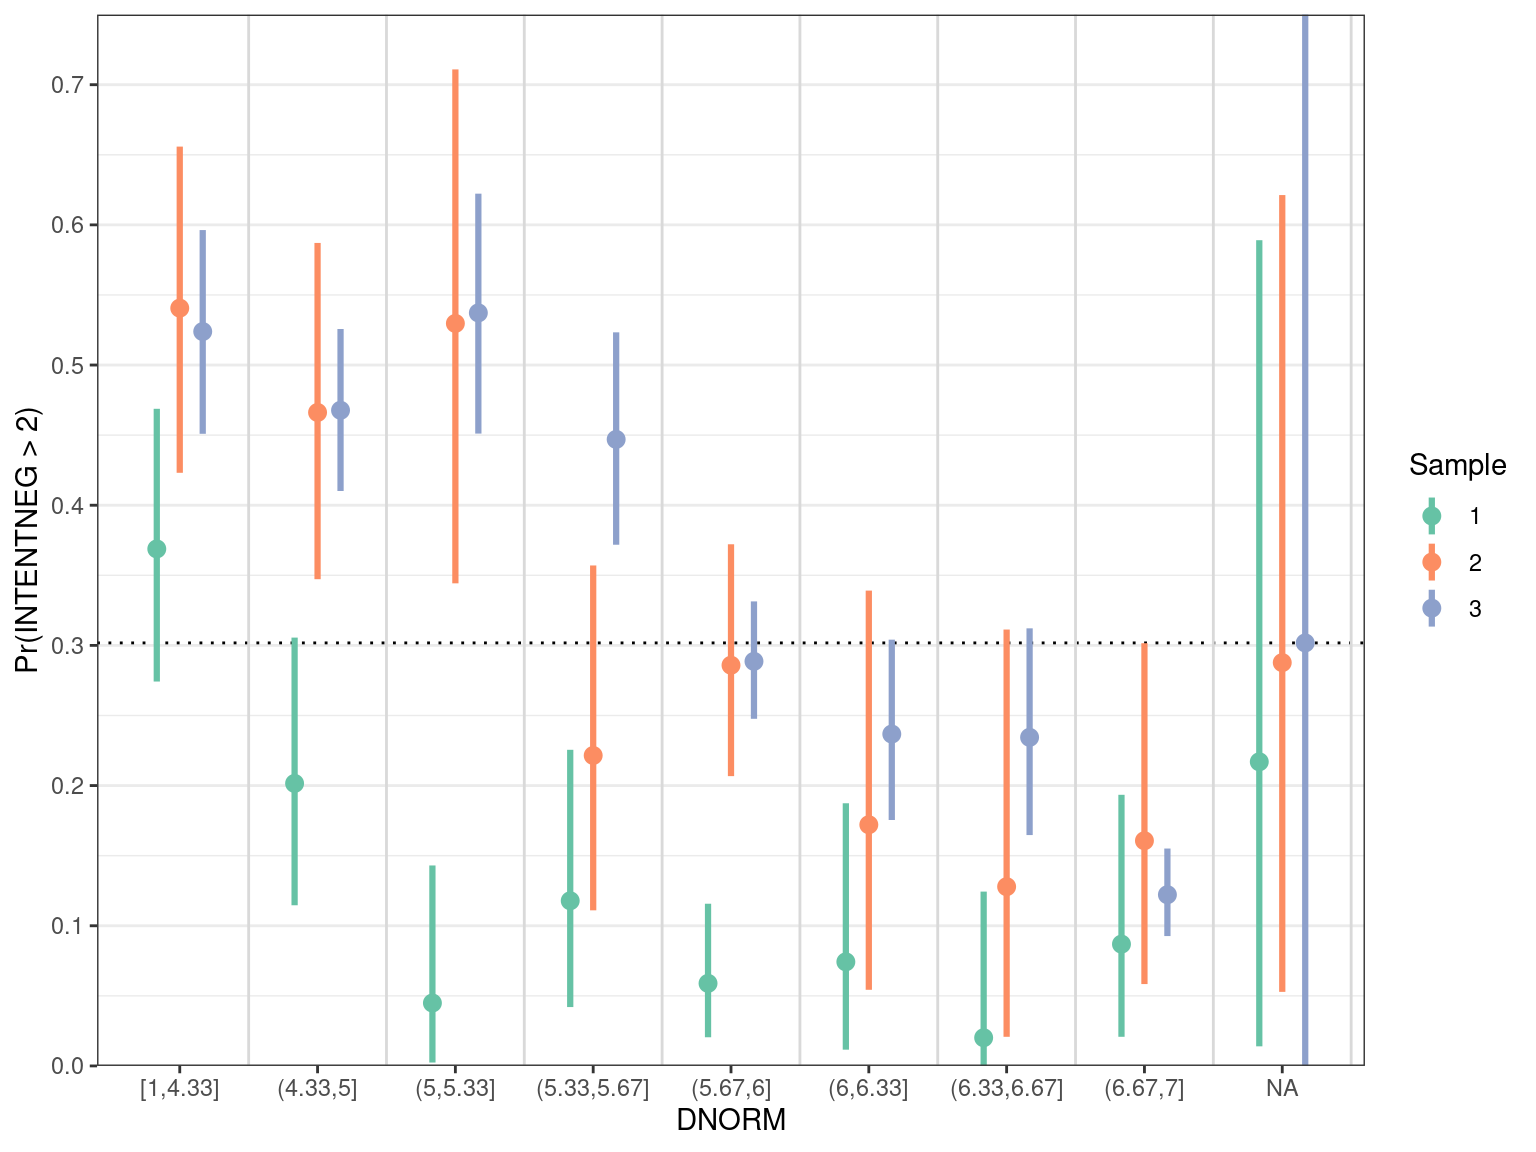 0.7
0.6
0.5
0.4
0.3
0.2
0.1
0.0
Pr(INTENTNEG > 2)
[1,4.33] (4.33,5] (5,5.33] (5.33,5.67] (5.67,6] (6,6.33] (6.33,6.67] (6.67,7] NA
DNORM
Sample
1
2
3